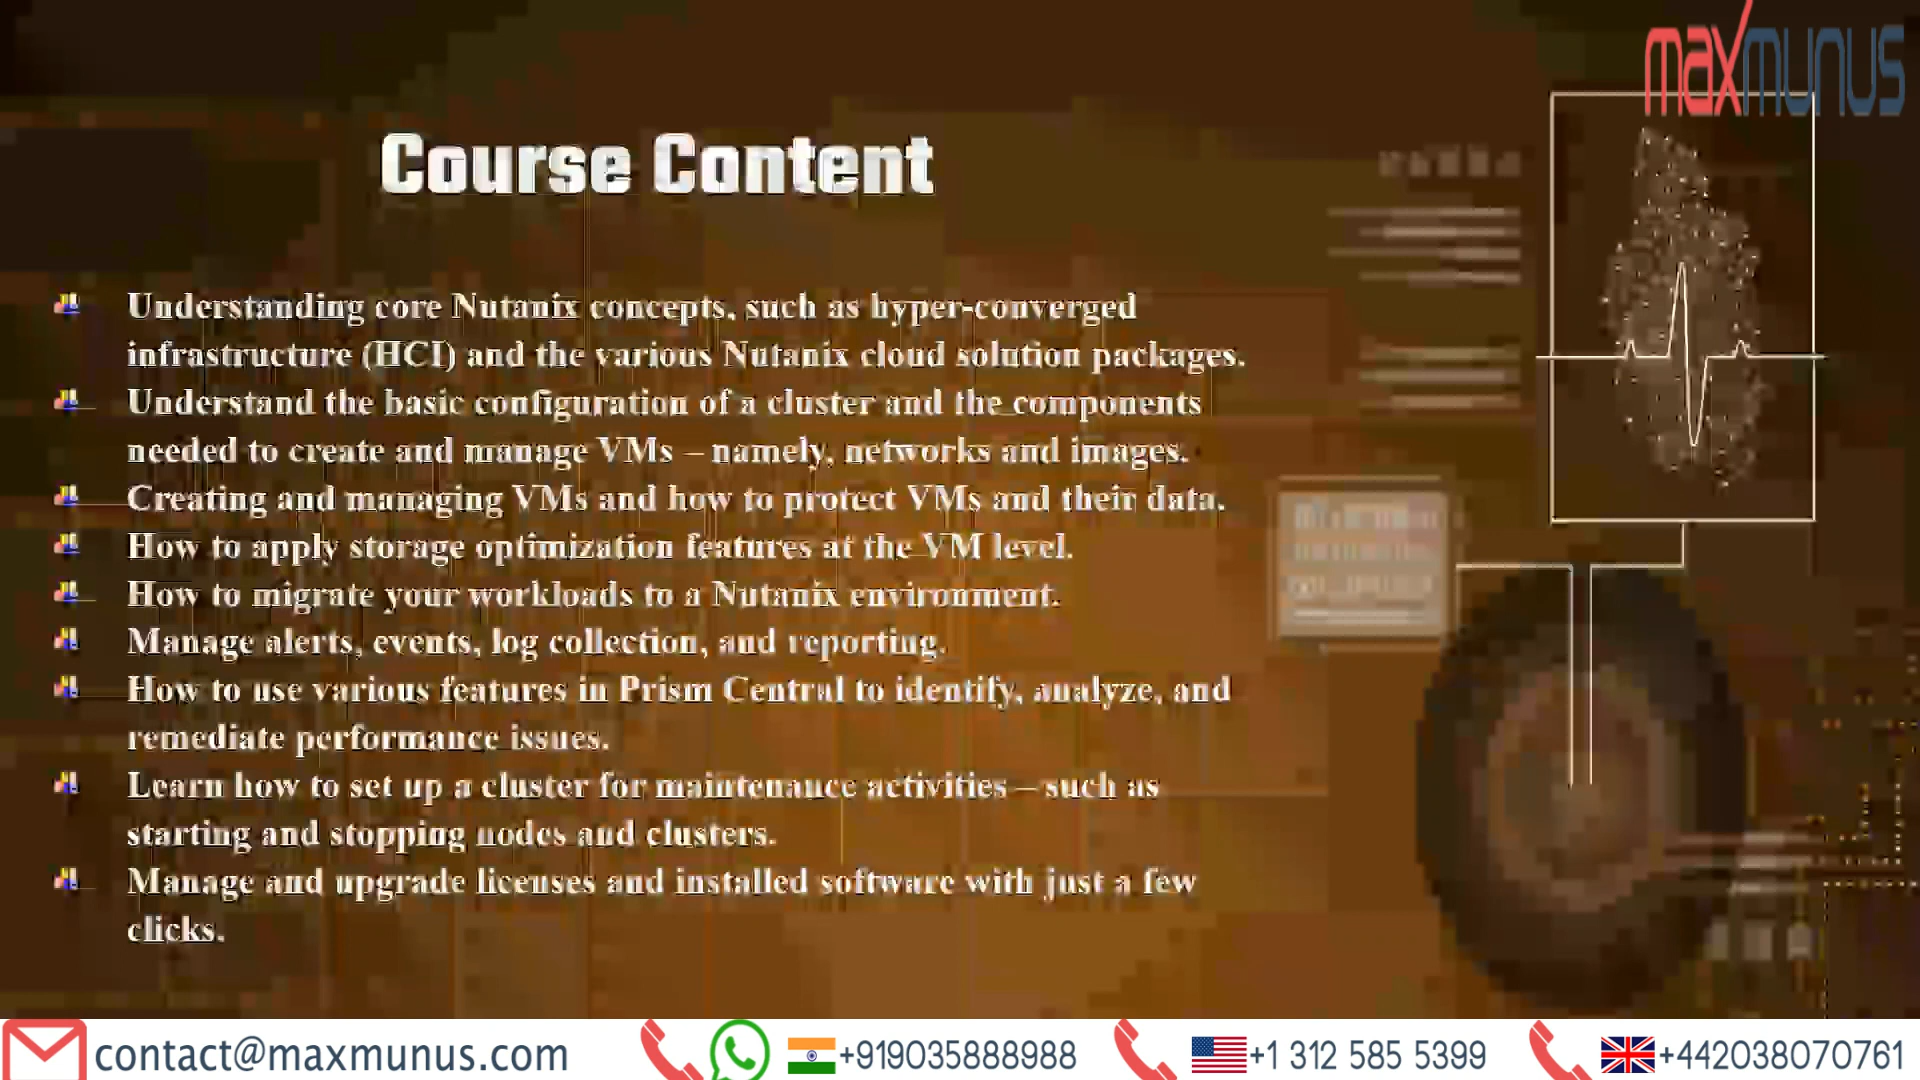 maxmunus
Course Content
Understanding core Nutanix concepts, such as hyper-converged
infrastructure (HCI) and the various Nutanix cloud solution packages.
Understand the basic configuration of a cluster and the components
needed to create and manage VMs – namely, networks and images.
Creating and managing VMs and how to protect VMs and their data.
How to apply storage optimization features at the VM level.
How to migrate your workloads to a Nutanix environment.
Manage alerts, events, log collection, and reporting.
How to use various features in Prism Central to identify, analyze, and
remediate performance issues.
Learn how to set up a cluster for maintenance activities – such as
starting and stopping nodes and clusters.
Manage and upgrade licenses and installed software with just a few
clicks.
contact@maxmunus.com +919035888988 +1 312 585 5399 +442038070761